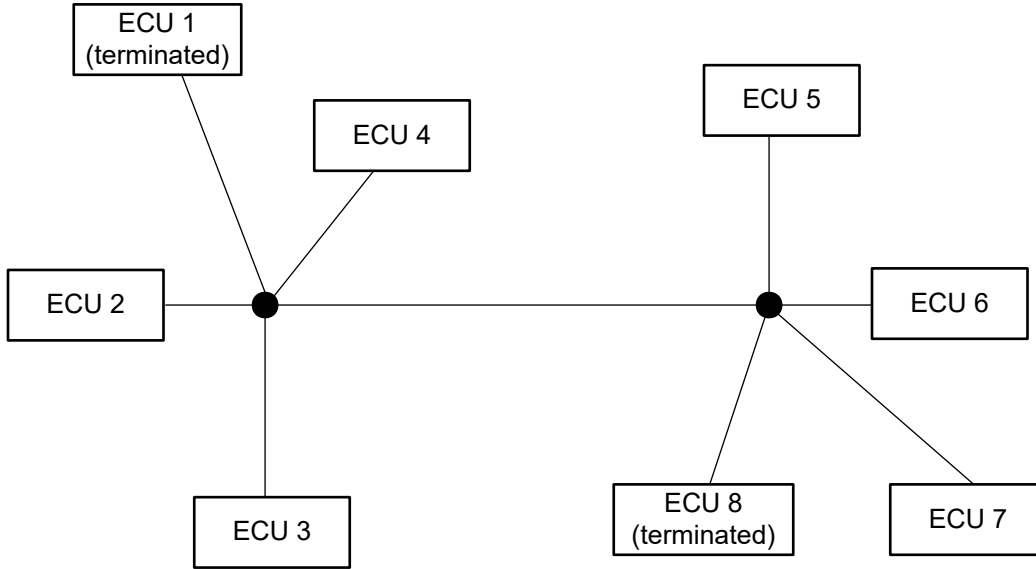 ECU 1
(terminated)
ECU 4
ECU 5
ECU 2
ECU 6
ECU 3
ECU 8
(terminated)
ECU 7